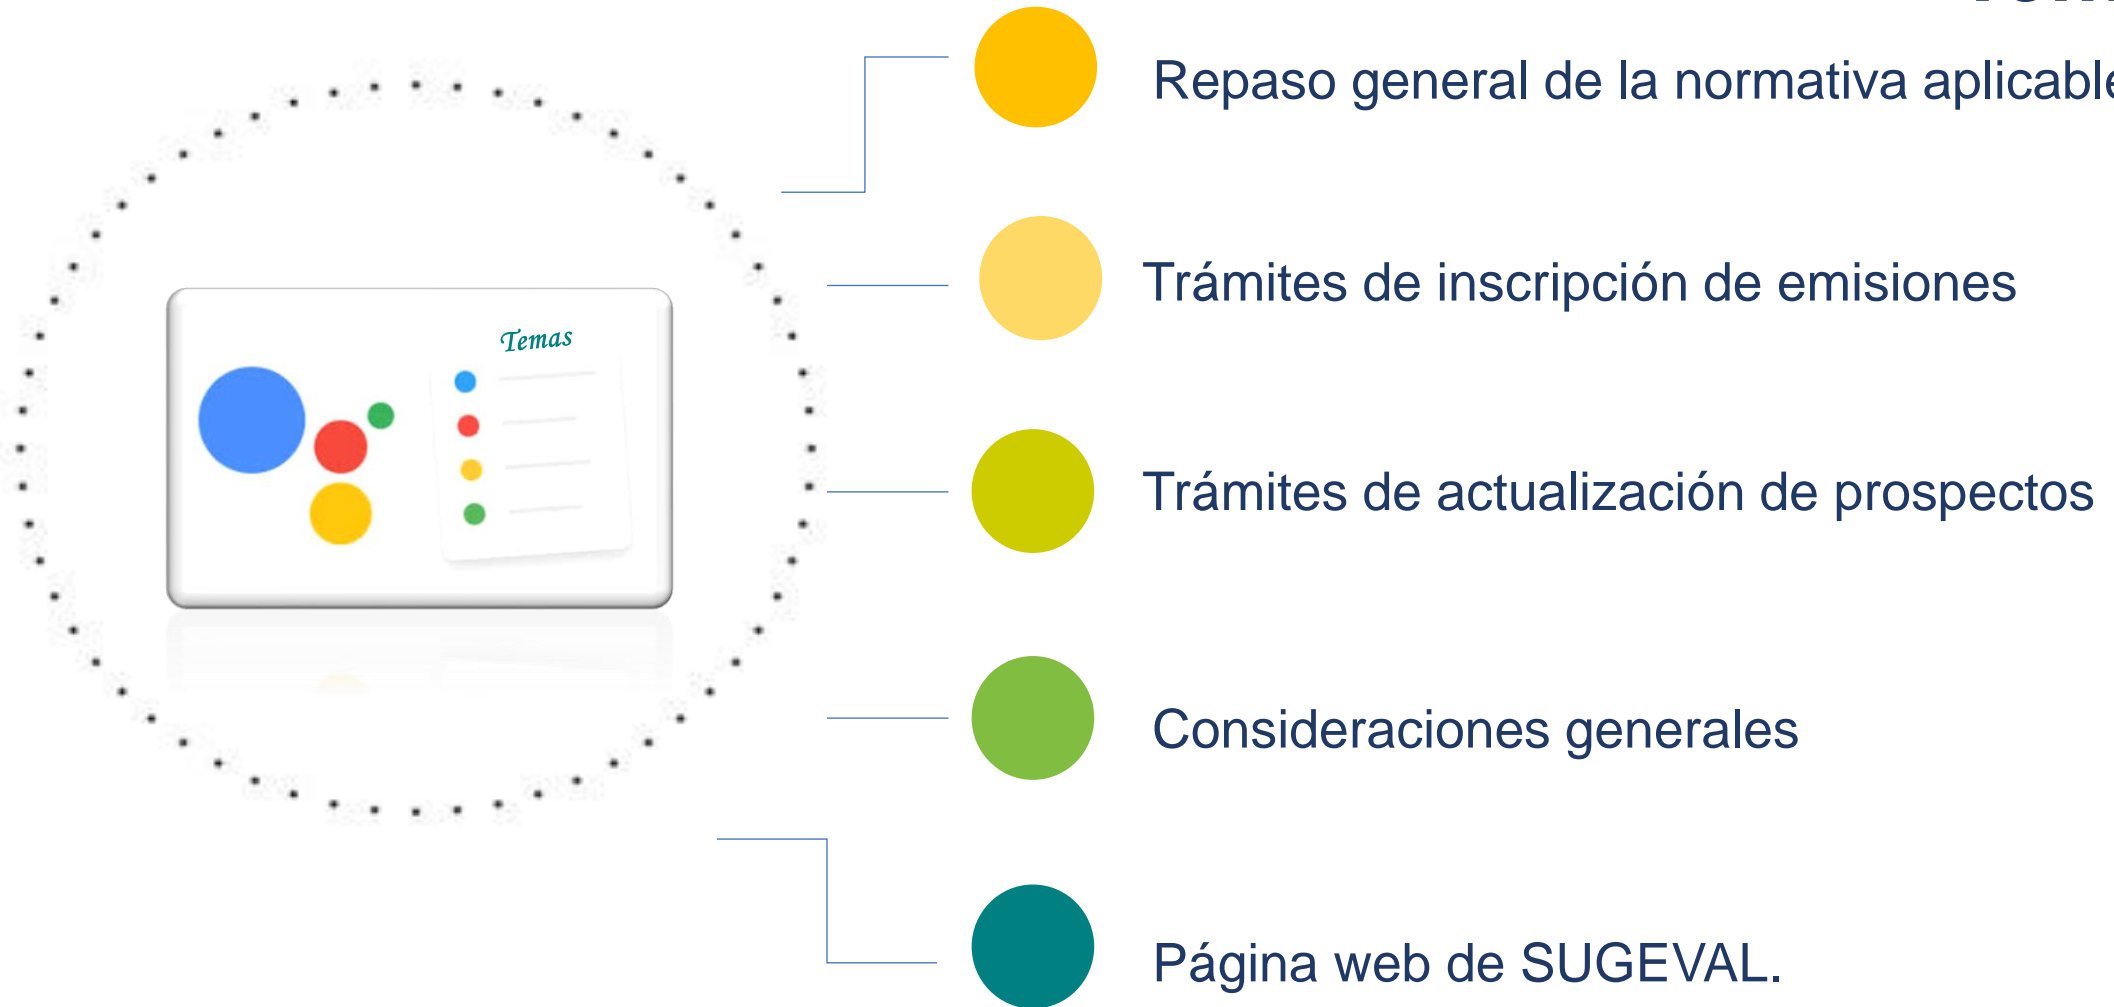 Repaso general de la normativa aplicable
Trámites de inscripción de emisiones
Temas
Trámites de actualización de prospectos
Consideraciones generales
Página web de SUGEVAL.